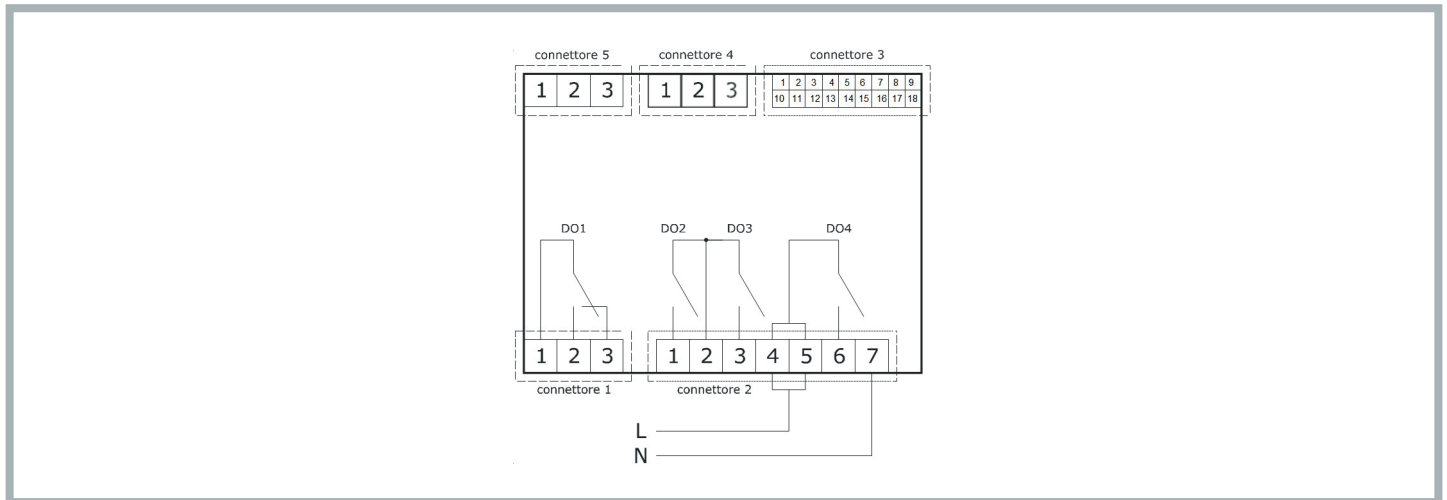 connettore 5 connettore 4 connettore 3
1 2 3 1 2 3 1 2 3 4 5 6 7 8 9
10 11 12 13 14 15 16 17 18
DO1 DO2 DO3 DO4
1 2 3 1 2 3 4 5 6 7
connettore 1 connettore 2
L
N